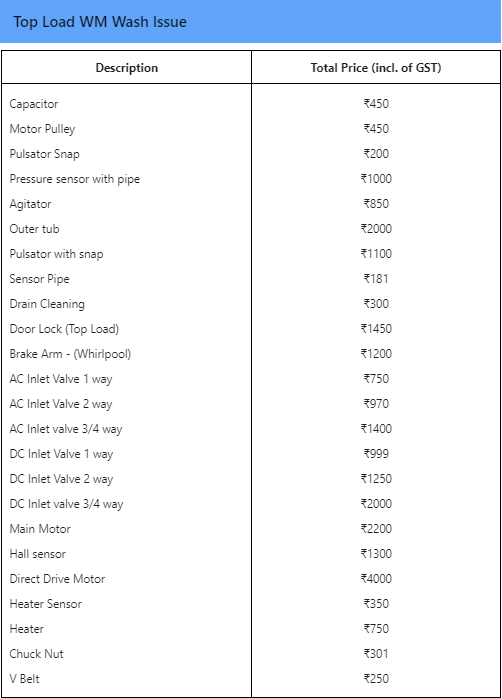 Top Load WM Wash Issue
Description Total Price (incl. of GST)
Capacitor ₹450
Motor Pulley ₹450
Pulsator Snap ₹200
Pressure sensor with pipe ₹1000
Agitator ₹850
Outer tub ₹2000
Pulsator with snap ₹1100
Sensor Pipe ₹181
Drain Cleaning ₹300
Door Lock (Top Load) ₹1450
Brake Arm - (Whirlpool) ₹1200
AC Inlet Valve 1 way ₹750
AC Inlet Valve 2 way ₹970
AC Inlet valve 3/4 way ₹1400
DC Inlet Valve 1 way ₹999
DC Inlet Valve 2 way ₹1250
DC Inlet valve 3/4 way ₹2000
Main Motor ₹2200
Hall sensor ₹1300
Direct Drive Motor ₹4000
Heater Sensor ₹350
Heater ₹750
Chuck Nut ₹301
V Belt ₹250